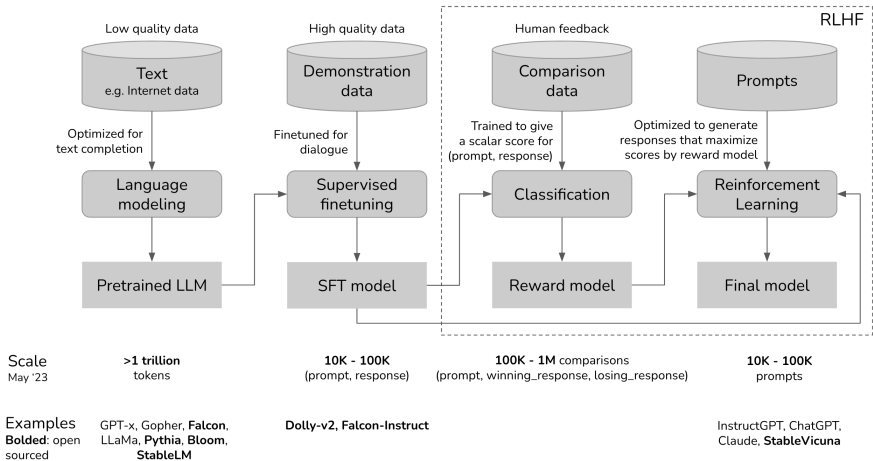 RLHF
Low quality data
High quality data
Human feedback
Text
e.g. Internet data
Demonstration
data
Comparison
data
Prompts
Optimized for
text completion
Finetuned for
dialogue
Trained to give
a scalar score for
(prompt, response)
Optimized to generate
responses that maximize
scores by reward model
Language
modeling
Supervised
finetuning
Classification
Reinforcement
Learning
Pretrained LLM
SFT model
Reward model
Final model
Scale
May ‘23
>1 trillion
tokens
10K - 100K
(prompt, response)
100K - 1M comparisons
(prompt, winning_response, losing_response)
10K - 100K
prompts
Examples
Bolded: open
sourced
GPT-x, Gopher, Falcon,
LLaMa, Pythia, Bloom,
StableLM
Dolly-v2, Falcon-Instruct
InstructGPT, ChatGPT,
Claude, StableVicuna